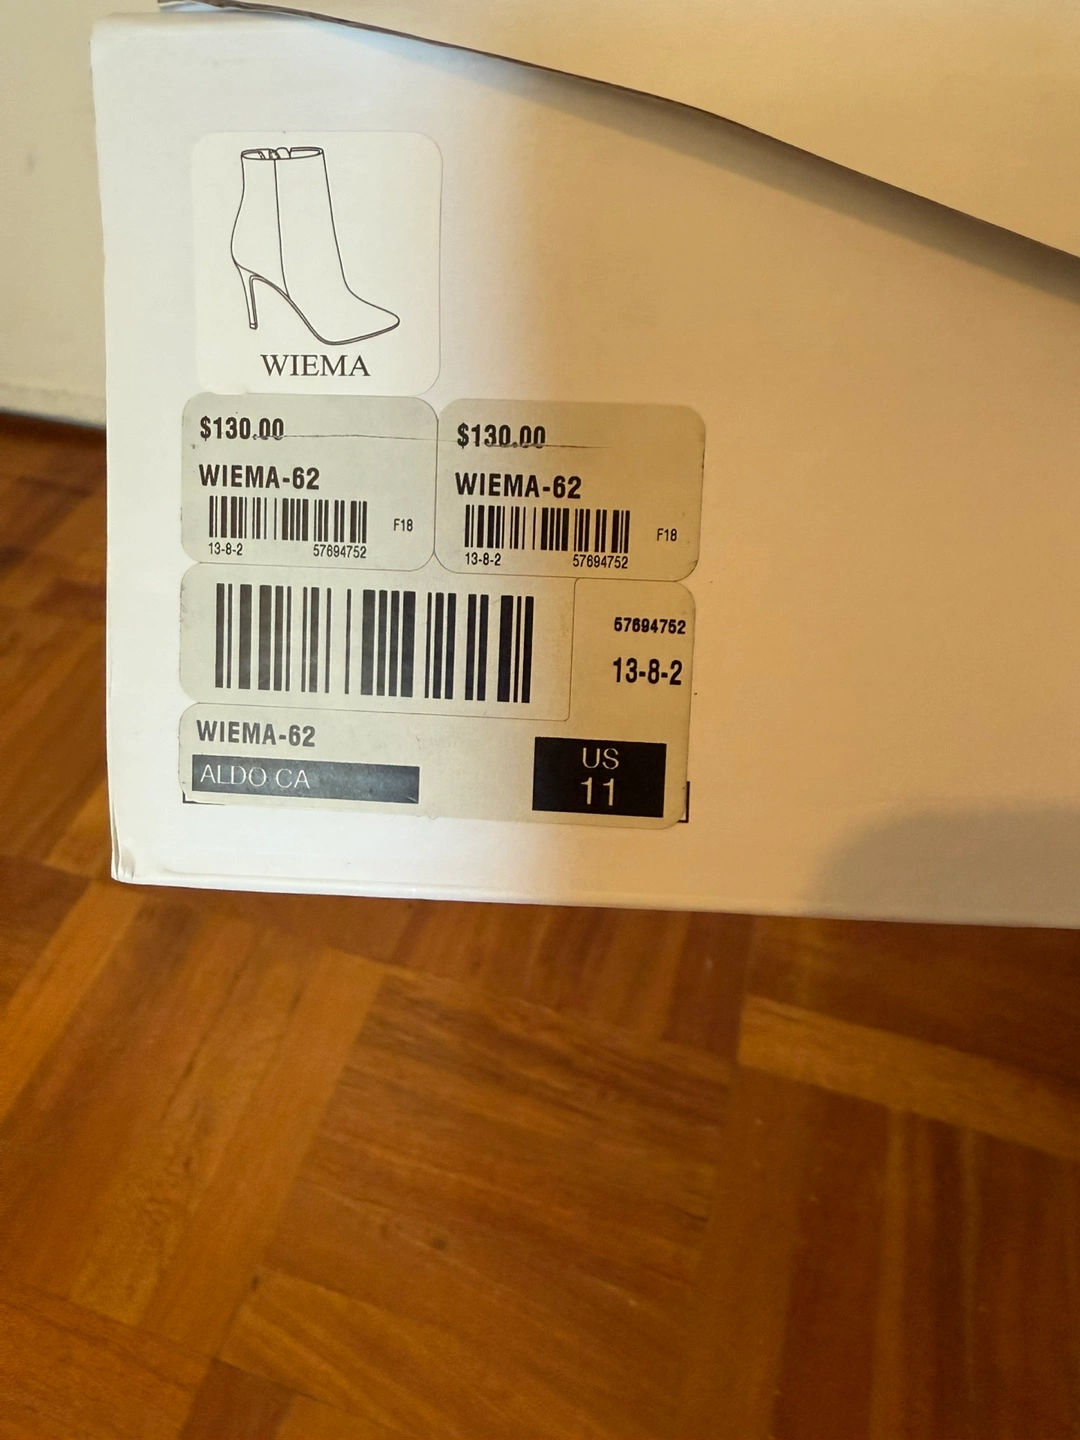 WIEMA
$130.00
WIEMA-62
F18
13-8-2 57694752
$130.00
WIEMA-62
F18
13-8-2 57694752
57694752
13-8-2
WIEMA-62
ALDO CA
US
11